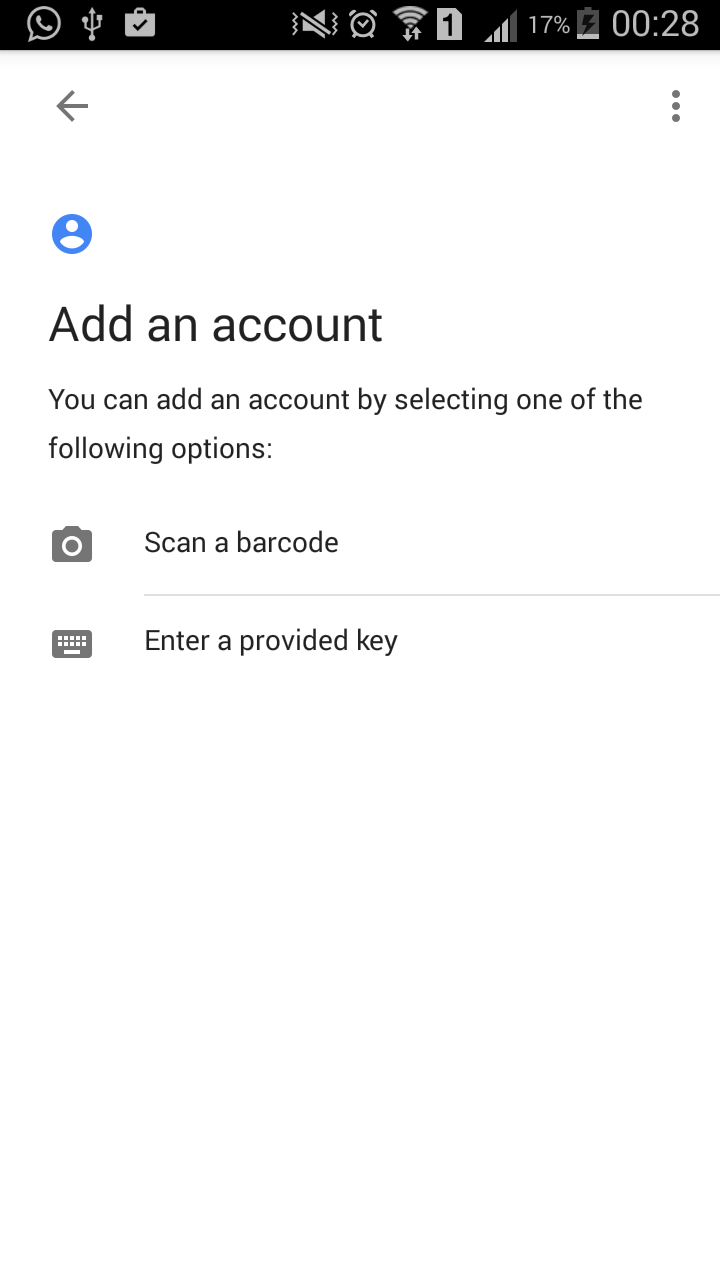 1 17% 00:28
Add an account
You can add an account by selecting one of the
following options:
Scan a barcode
Enter a provided key